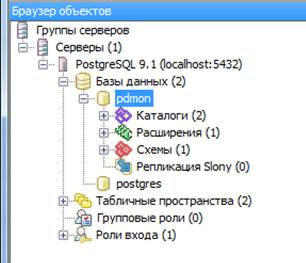 Браузер объектов
Группы серверов
Серверы (1)
PostgreSQL 9.1 (localhost:5432)
Базы данных (2)
pdmon
Каталоги (2)
Расширения (1)
Схемы (1)
Репликация Slony (0)
postgres
Табличные пространства (2)
Групповые роли (0)
Роли входа (1)